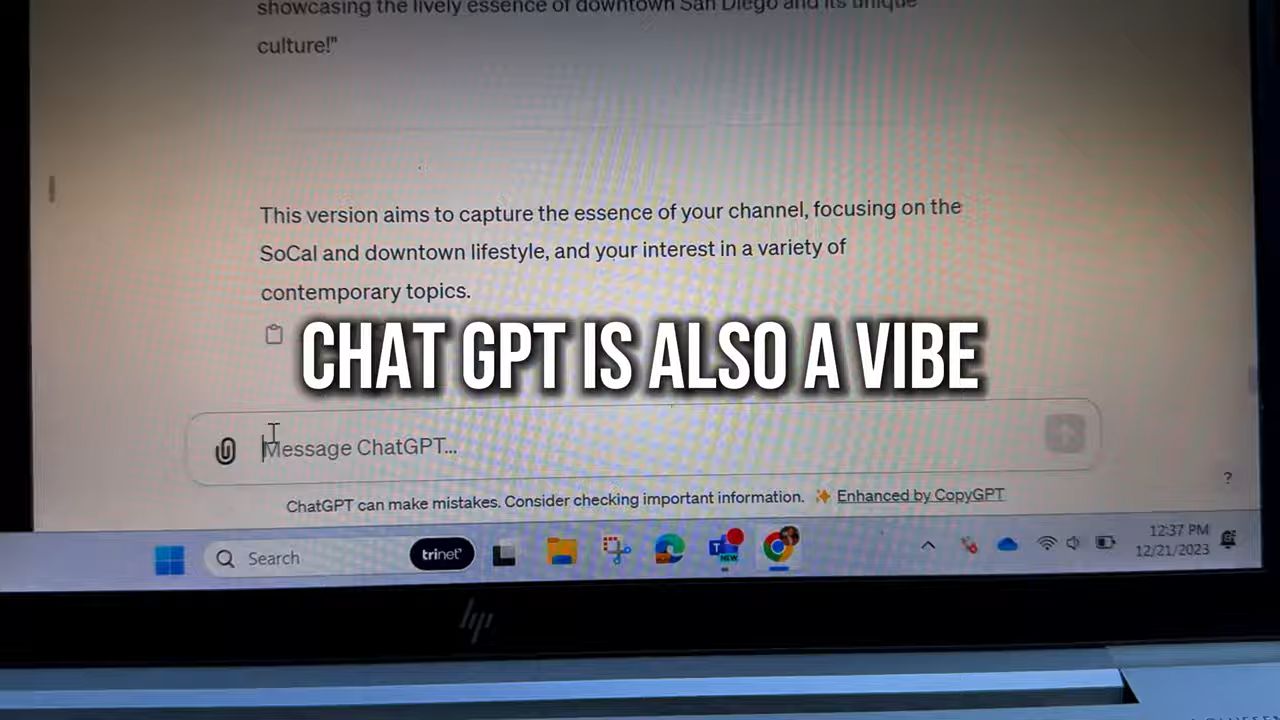 showcasing the lively essence of downtown San Diego and its unique
culture!"
This version aims to capture the essence of your channel, focusing on the
SoCal and downtown lifestyle, and your interest in a variety of
contemporary topics.
CHAT GPT IS ALSO A VIBE
Message ChatGPT...
ChatGPT can make mistakes. Consider checking important information. Enhanced by CopyGPT
?
Search
trinet
NEW
12:37 PM
12/21/2023
hp